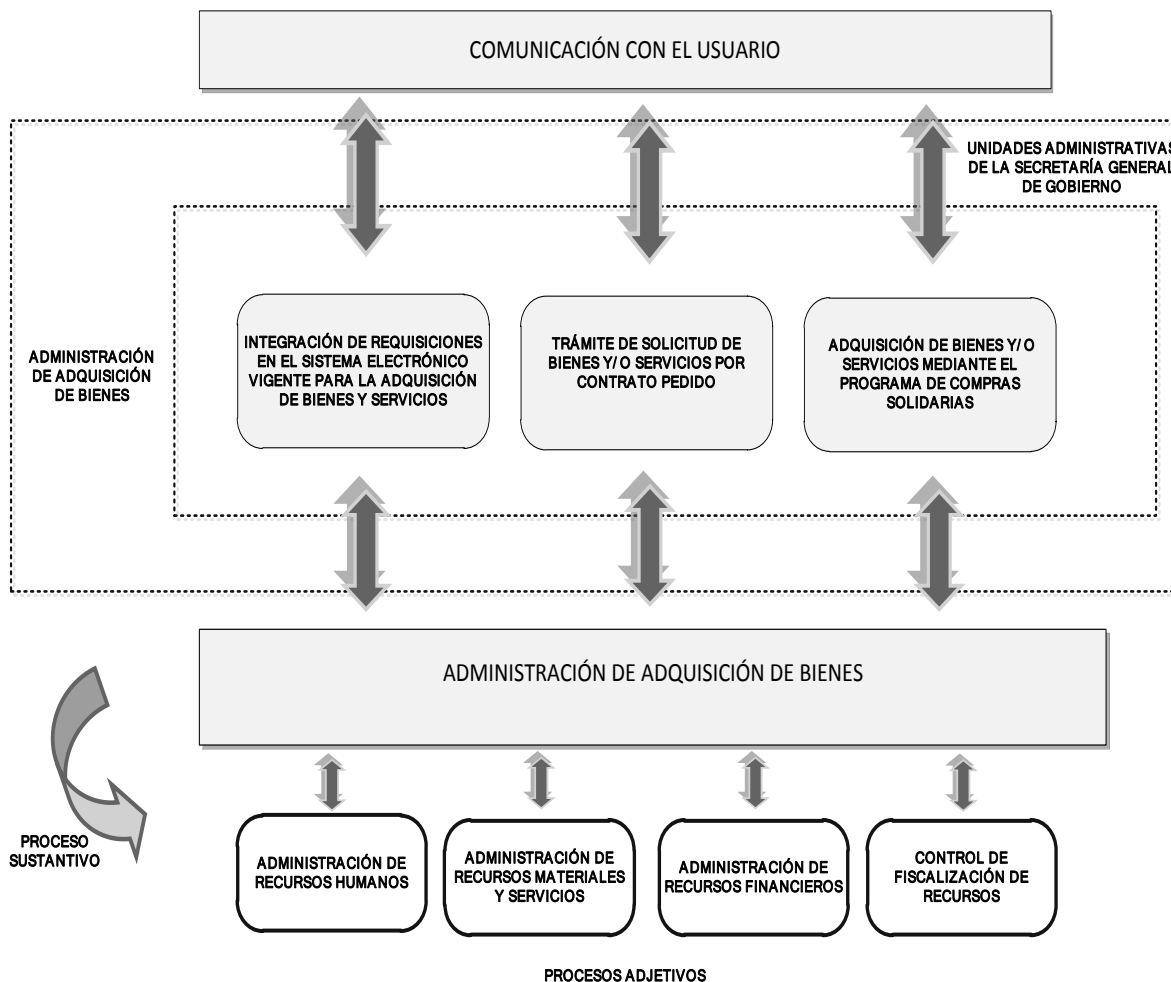 COMUNICACIÓN CON EL USUARIO
UNIDADES ADMINISTRATIVAS
DE LA SECRETARÍA GENERAL
DE GOBIERNO
ADMINISTRACIÓN
DE ADQUISICIÓN
DE BIENES
INTEGRACIÓN DE REQUISICIONES
EN EL SISTEMA ELECTRÓNICO
VIGENTE PARA LA ADQUISICIÓN
DE BIENES Y SERVICIOS
TRÁMITE DE SOLICITUD DE
BIENES Y/O SERVICIOS POR
CONTRATO PEDIDO
ADQUISICIÓN DE BIENES Y/O
SERVICIOS MEDIANTE EL
PROGRAMA DE COMPRAS
SOLIDARIAS
ADMINISTRACIÓN DE ADQUISICIÓN DE BIENES
PROCESO
SUSTANTIVO
ADMINISTRACIÓN DE
RECURSOS HUMANOS
ADMINISTRACIÓN DE
RECURSOS MATERIALES
Y SERVICIOS
ADMINISTRACIÓN DE
RECURSOS FINANCIEROS
CONTROL DE
FISCALIZACIÓN DE
RECURSOS
PROCESOS ADJETIVOS